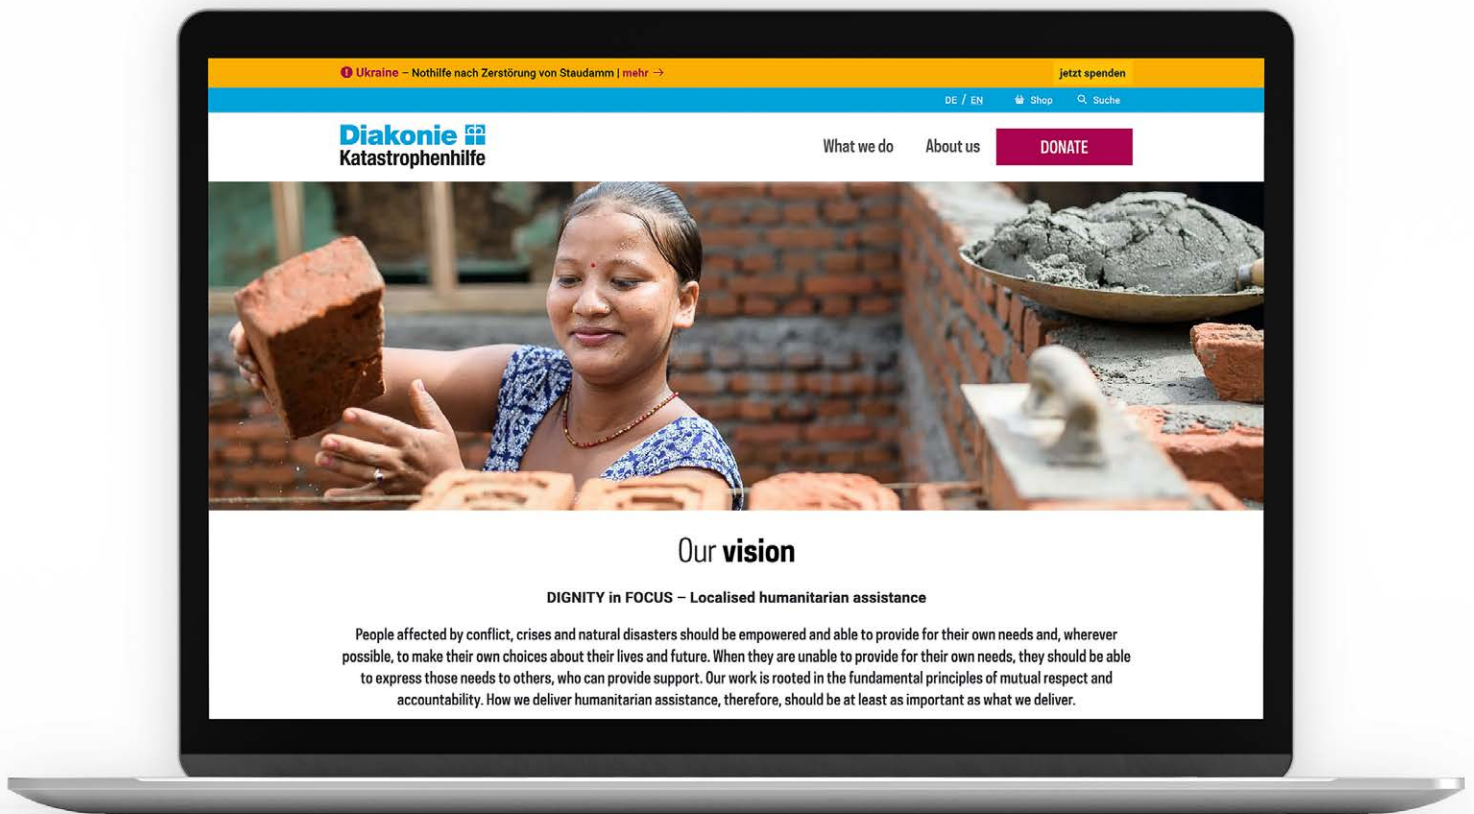 Ukraine – Nothilfe nach Zerstörung von Staudamm | mehr →
jetzt spenden
DE / EN Shop Suche
Diakonie
Katastrophenhilfe
What we do About us DONATE
Our vision
DIGNITY in FOCUS – Localised humanitarian assistance
People affected by conflict, crises and natural disasters should be empowered and able to provide for their own needs and, wherever
possible, to make their own choices about their lives and future. When they are unable to provide for their own needs, they should be able
to express those needs to others, who can provide support. Our work is rooted in the fundamental principles of mutual respect and
accountability. How we deliver humanitarian assistance, therefore, should be at least as important as what we deliver.